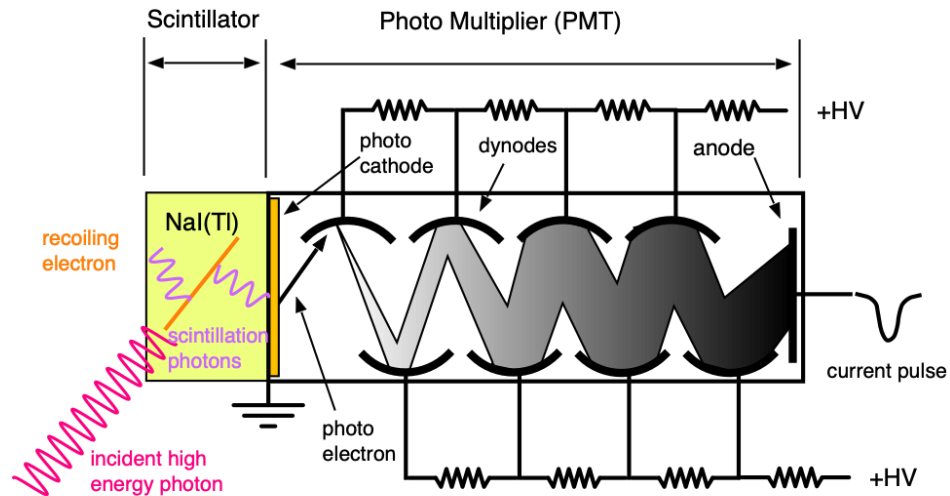 Scintillator
Photo Multiplier (PMT)
+HV
photo
cathode
dynodes
anode
NaI(Tl)
recoiling
electron
scintillation
photons
current pulse
photo
electron
incident high
energy photon
+HV